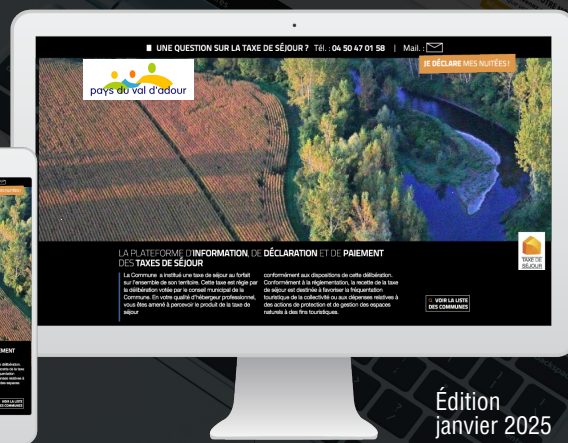 UNE QUESTION SUR LA TAXE DE SÉJOUR ? Tél. : 04 50 47 01 58 | Mail. :
JE DÉCLARE MES NUITÉES !
pays du val d'adour
LA PLATEFORME D'INFORMATION, DE DÉCLARATION ET DE PAIEMENT
DES TAXES DE SÉJOUR
La Commune a institué une taxe de séjour au forfait
sur l'ensemble de son territoire. Cette taxe est régie par
la délibération votée par le conseil municipal de la
Commune. En votre qualité d'hébergeur professionnel,
vous êtes amené à percevoir le produit de la taxe de
séjour
conformément aux dispositions de cette délibération.
Conformément à la réglementation, la recette de la taxe
de séjour est destinée à favoriser la fréquentation
touristique de la collectivité ou aux dépenses relatives à
des actions de protection et de gestion des espaces
naturels à des fins touristiques.
TAXE DE
SÉJOUR
VOIR LA LISTE
DES COMMUNES
Édition
janvier 2025